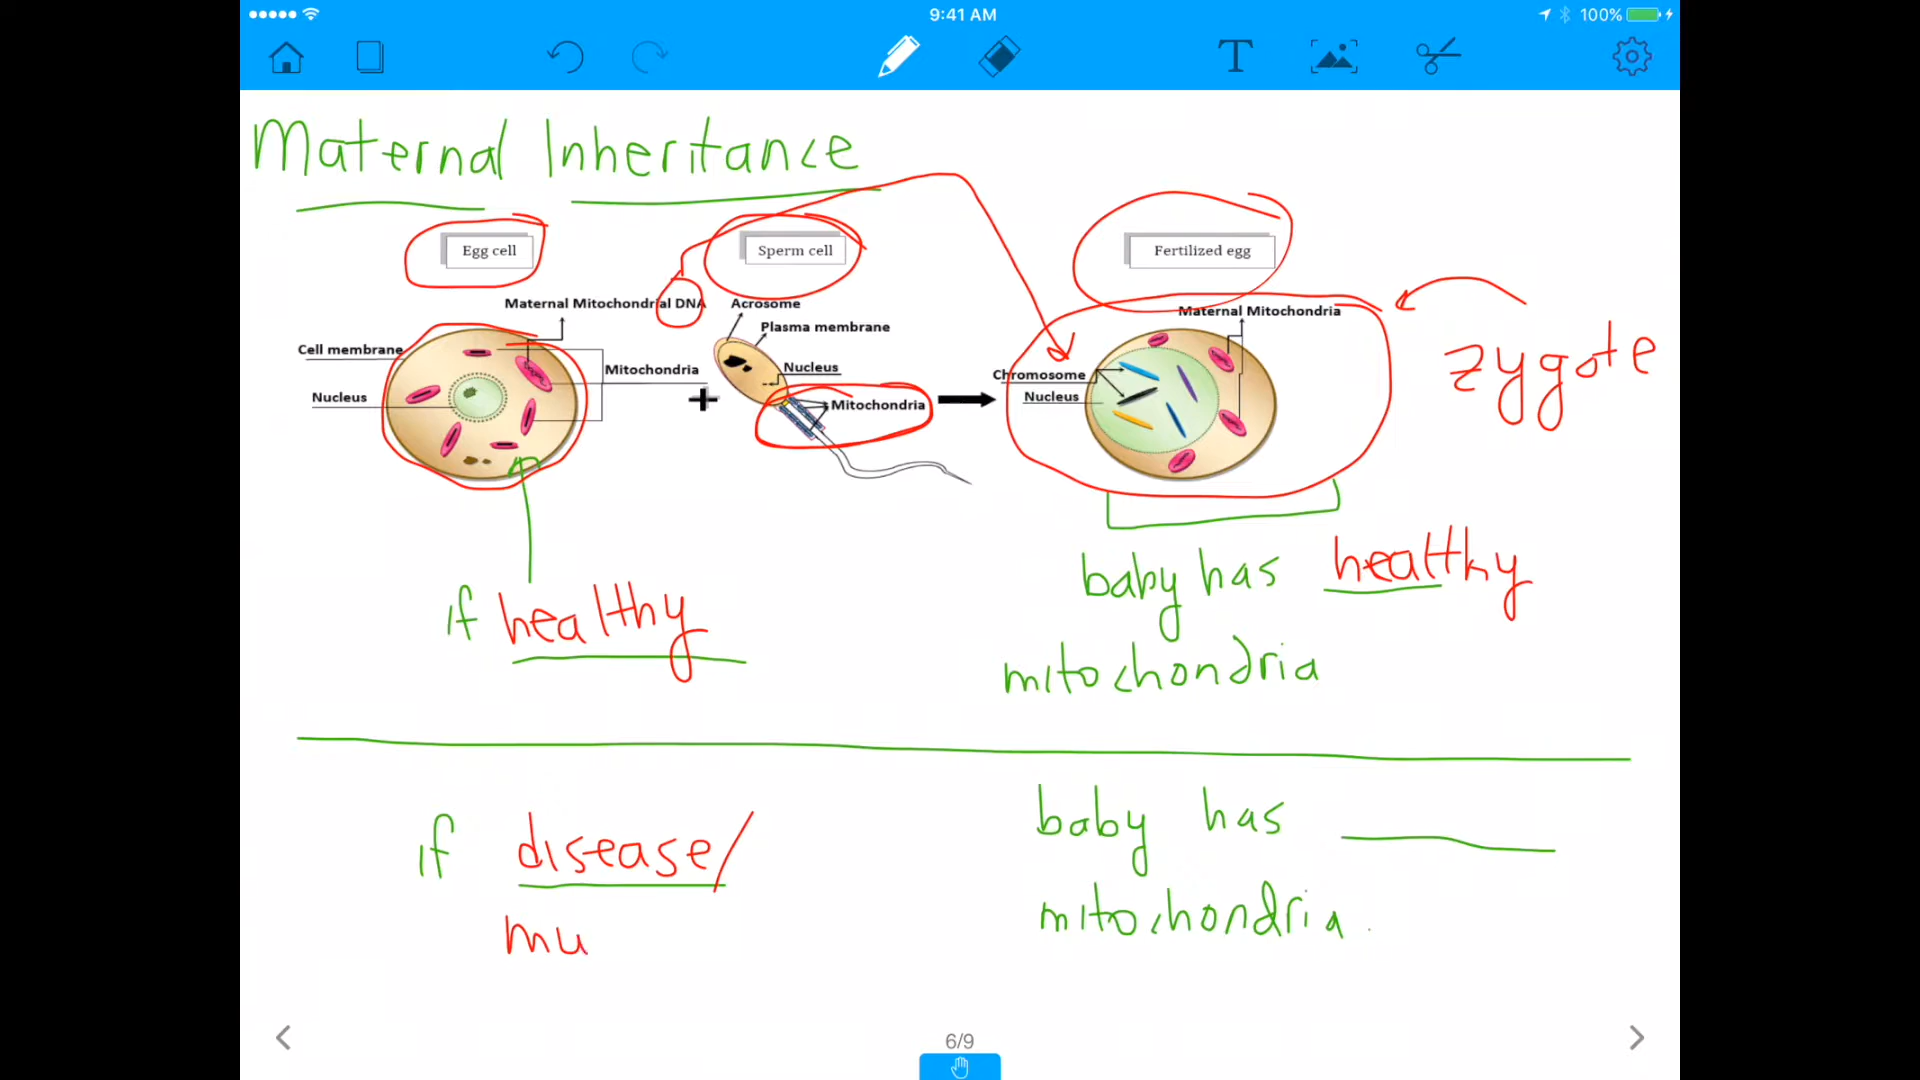 9:41 AM
100%
T
Maternal Inheritance
Egg cell
Sperm cell
Fertilized egg
Maternal Mitochondrial DNA
Acrosome
Maternal Mitochondria
Plasma membrane
Cell membrane
Mitochondria
Nucleus
Chromosome
zygote
Nucleus
Mitochondria
Nucleus
+
if healthy
baby has healthy
mitochondria
if disease/
mu
baby has
mitochondria
6/9